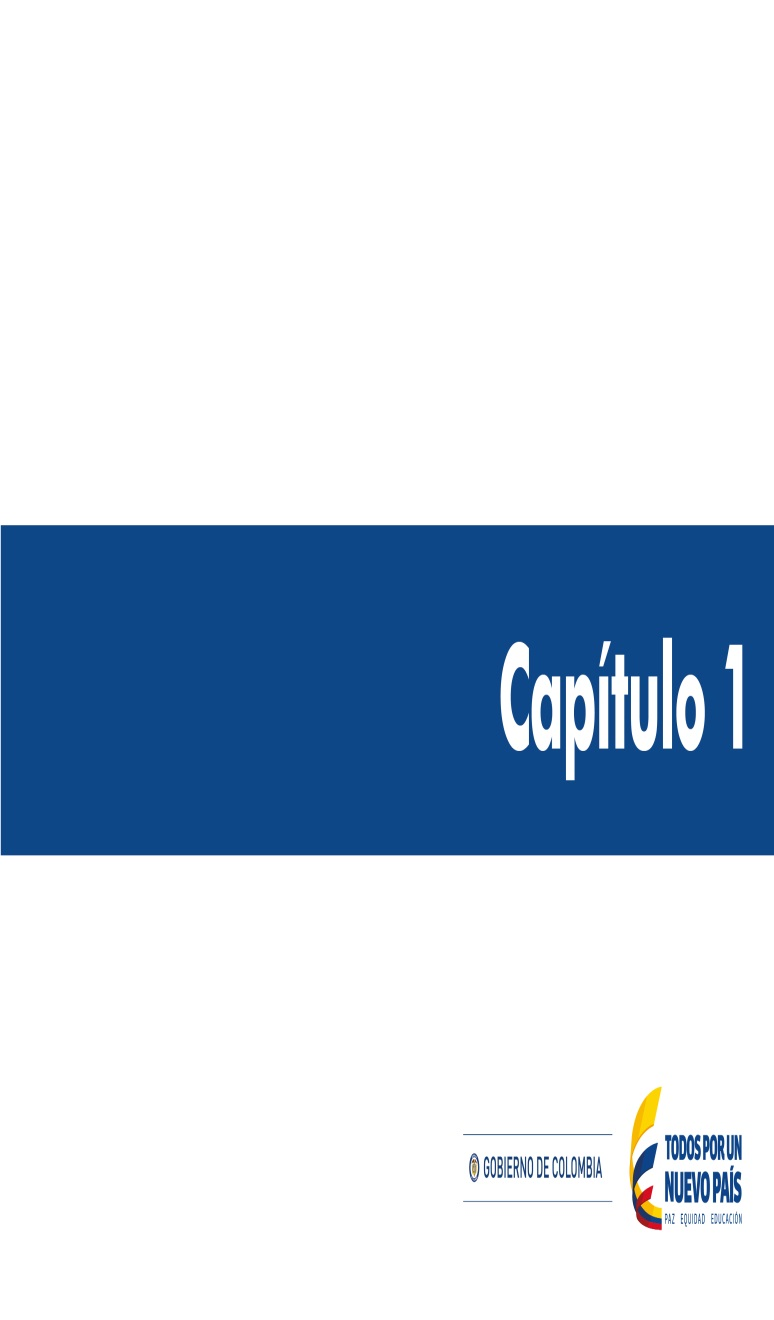 Capítulo 1
GOBIERNO DE COLOMBIA
TODOS POR UN
NUEVO PAÍS
PAZ EQUIDAD EDUCACIÓN